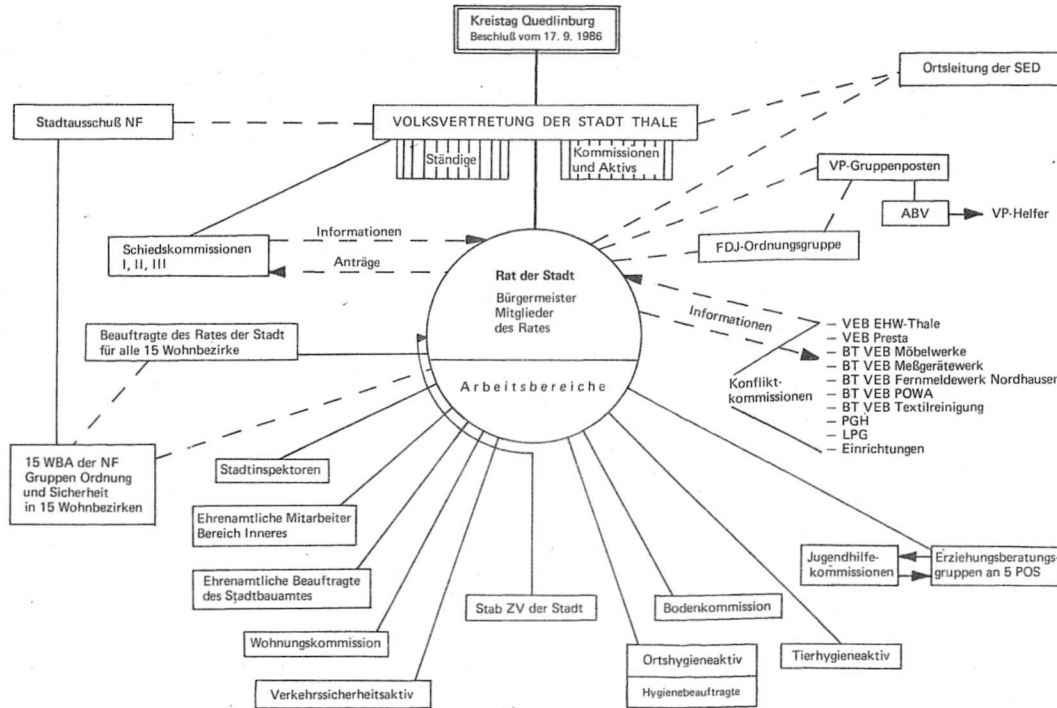 Kreistag Quedlinburg
Beschluß vom 17. 9. 1986
Ortsleitung der SED
Stadtausschuß NF
VOLKSVERTRETUNG DER STADT THALE
Ständige
Kommissionen
und Aktivs
VP-Gruppenposten
ABV
VP-Helfer
FDJ-Ordnungsgruppe
Schiedskommissionen
I, II, III
Informationen
Anträge
Rat der Stadt
Bürgermeister
Mitglieder
des Rates
Arbeitsbereiche
Informationen
Konflikt-
kommissionen
– VEB EHW-Thale
– VEB Presta
– BT VEB Möbelwerke
– BT VEB Meßgerätewerk
– BT VEB Fernmeldewerk Nordhausen
– BT VEB POWA
– BT VEB Textilreinigung
– PGH
– LPG
– Einrichtungen
Beauftragte des Rates der Stadt
für alle 15 Wohnbezirke
15 WBA der NF
Gruppen Ordnung
und Sicherheit
in 15 Wohnbezirken
Stadtinspektoren
Ehrenamtliche Mitarbeiter
Bereich Inneres
Ehrenamtliche Beauftragte
des Stadtbauamtes
Wohnungskommission
Verkehrssicherheitsaktiv
Stab ZV der Stadt
Bodenkommission
Ortshygieneaktiv
Hygienebeauftragte
Tierhygieneaktiv
Jugendhilfe-
kommissionen
Erziehungsberatungs-
gruppen an 5 POS